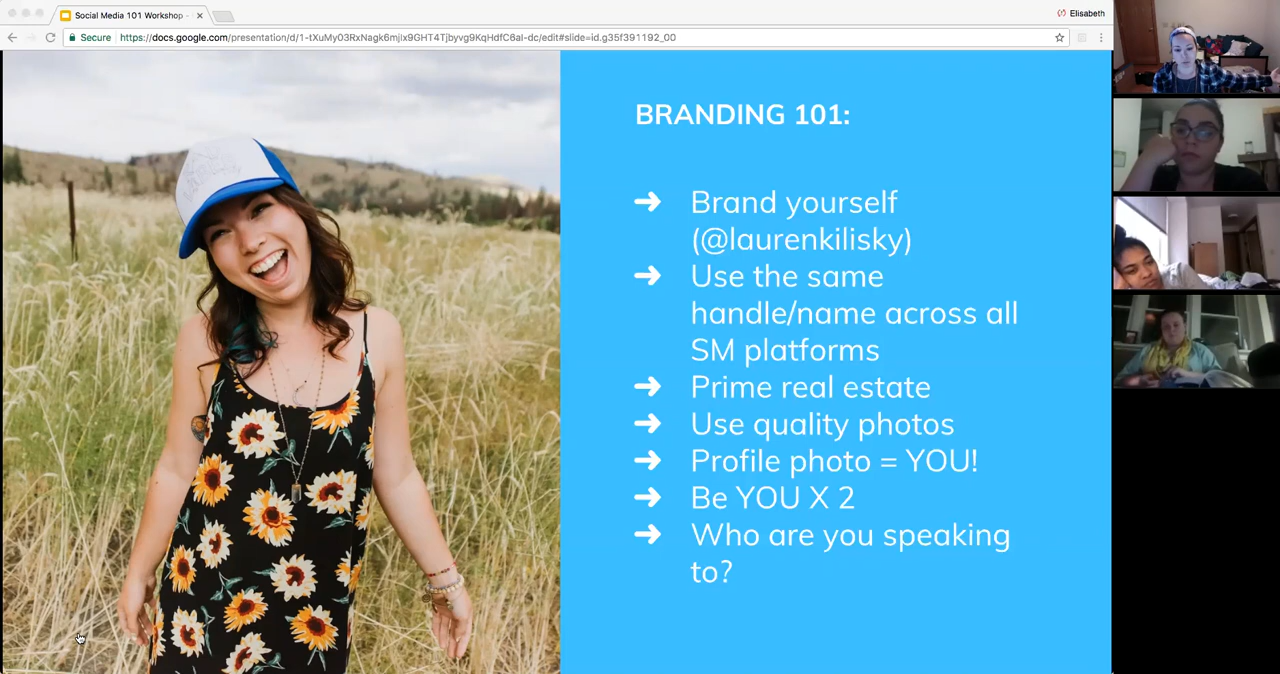 Social Media 101 Workshop -
Elisabeth
Secure
https://docs.google.com/presentation/d/1-tXuMy03RxNagk6mjIx9GHT4Tjbyvg9KqHdfC6aI-dc/edit#slide=id.g35f391192_00
BRANDING 101:
➜ Brand yourself
(@laurenkilisky)
➜ Use the same
handle/name across all
SM platforms
➜ Prime real estate
➜ Use quality photos
➜ Profile photo = YOU!
➜ Be YOU X 2
➜ Who are you speaking
to?